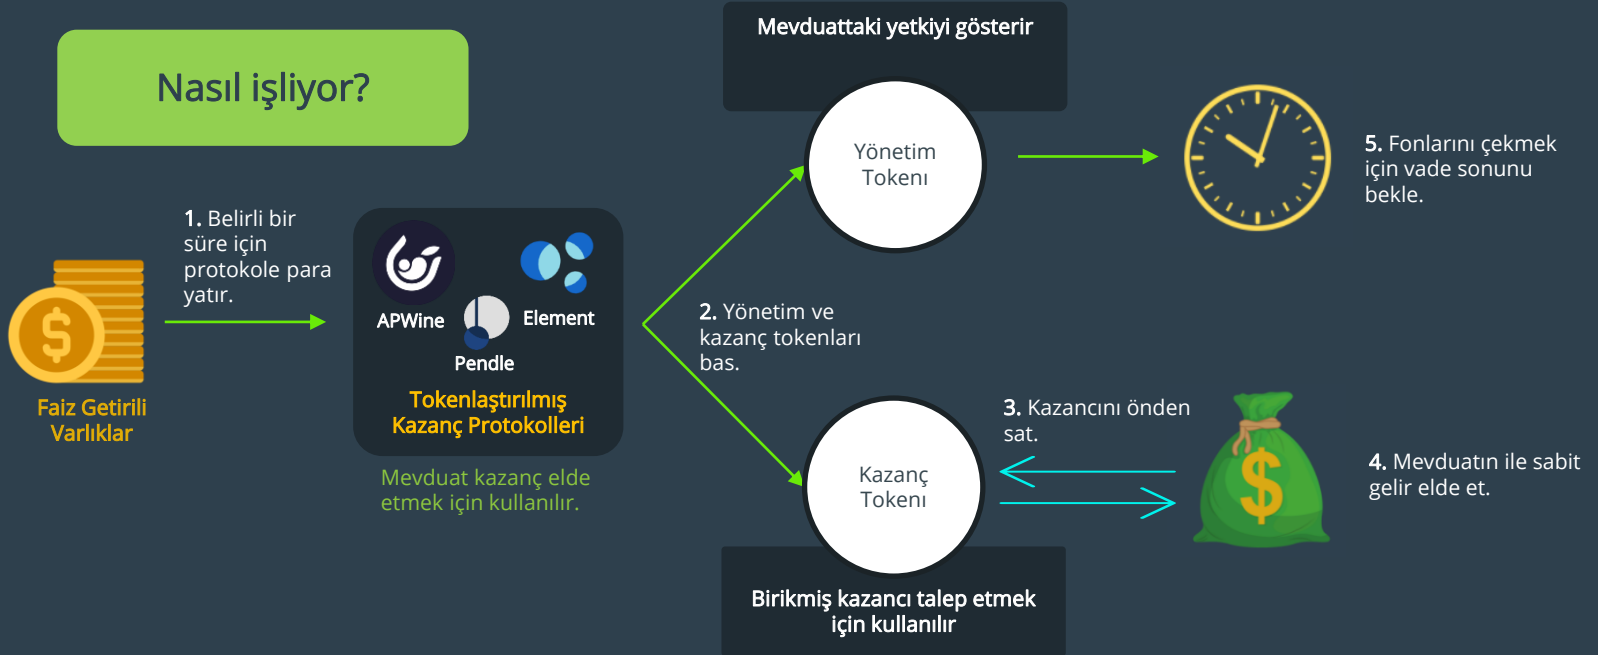 Nasıl işliyor?
1. Belirli bir
süre için
protokole para
yatır.
Faiz Getirili
Varlıklar
APWine
Element
Pendle
Tokenlaştırılmış
Kazanç Protokolleri
Mevduat kazanç elde
etmek için kullanılır.
2. Yönetim ve
kazanç tokenları
bas.
Mevduattaki yetkiyi gösterir
Yönetim
Tokenı
Kazanç
Tokenı
Birikmiş kazancı talep etmek
için kullanılır
3. Kazancını önden
sat.
4. Mevduatın ile sabit
gelir elde et.
5. Fonlarını çekmek
için vade sonunu
bekle.